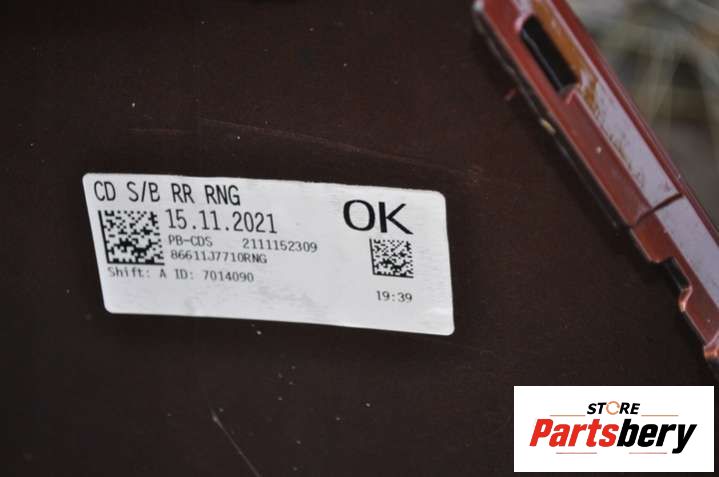 CD S/B RR RNG
15.11.2021
OK
PB-CDS 2111152309
86611J7710RNG
Shift: A ID: 7014090
19:39
STORE
Partsbery